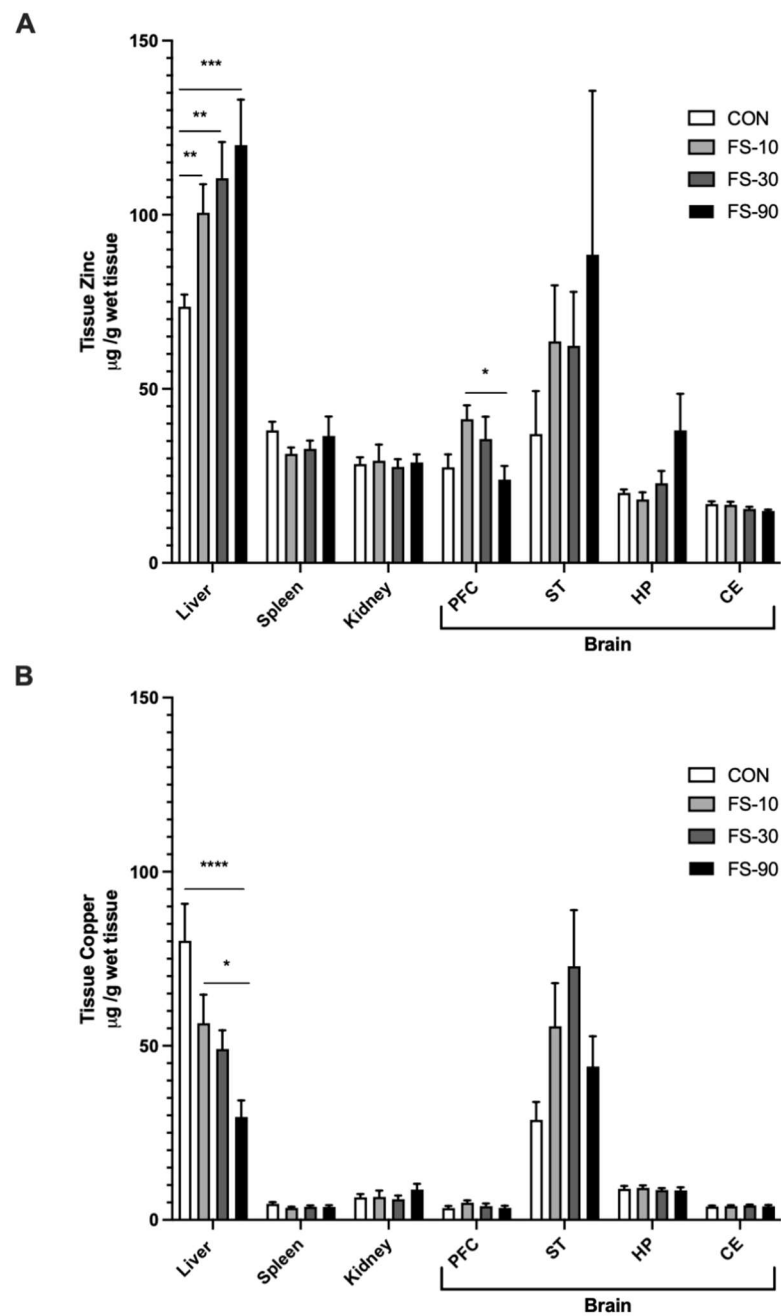 A
Tissue Zinc
μg /g wet tissue
150
100
50
0
***
**
**
*
CON
FS-10
FS-30
FS-90
Liver
Spleen
Kidney
PFC
ST
HP
CE
Brain
B
Tissue Copper
μg /g wet tissue
150
100
50
0
****
*
CON
FS-10
FS-30
FS-90
Liver
Spleen
Kidney
PFC
ST
HP
CE
Brain